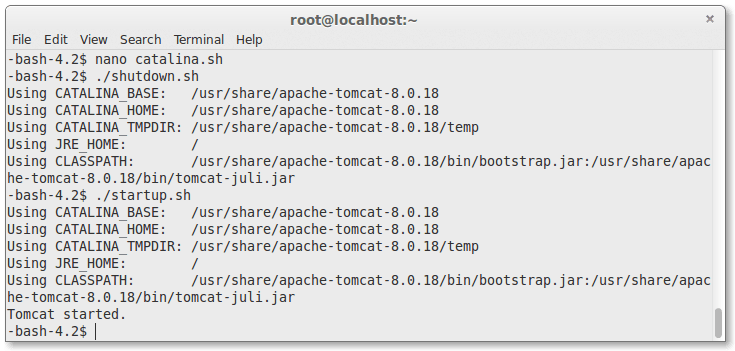 root@localhost:~
×
File Edit View Search Terminal Help
-bash-4.2$ nano catalina.sh
-bash-4.2$ ./shutdown.sh
Using CATALINA_BASE:   /usr/share/apache-tomcat-8.0.18
Using CATALINA_HOME:   /usr/share/apache-tomcat-8.0.18
Using CATALINA_TMPDIR: /usr/share/apache-tomcat-8.0.18/temp
Using JRE_HOME:        /
Using CLASSPATH:       /usr/share/apache-tomcat-8.0.18/bin/bootstrap.jar:/usr/share/apac
he-tomcat-8.0.18/bin/tomcat-juli.jar
-bash-4.2$ ./startup.sh
Using CATALINA_BASE:   /usr/share/apache-tomcat-8.0.18
Using CATALINA_HOME:   /usr/share/apache-tomcat-8.0.18
Using CATALINA_TMPDIR: /usr/share/apache-tomcat-8.0.18/temp
Using JRE_HOME:        /
Using CLASSPATH:       /usr/share/apache-tomcat-8.0.18/bin/bootstrap.jar:/usr/share/apac
he-tomcat-8.0.18/bin/tomcat-juli.jar
Tomcat started.
-bash-4.2$